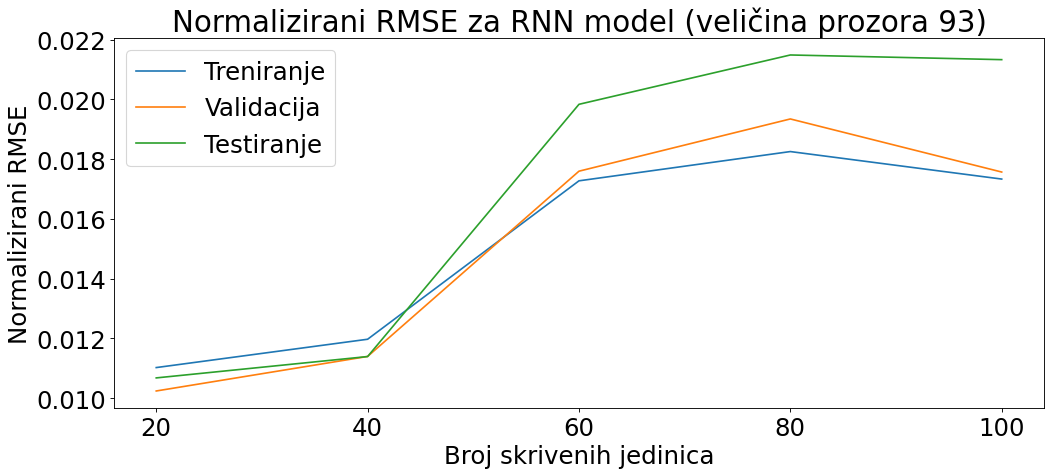 Normalizirani RMSE za RNN model (veličina prozora 93)
Treniranje
Validacija
Testiranje
Normalizirani RMSE
0.022
0.020
0.018
0.016
0.014
0.012
0.010
20 40 60 80 100
Broj skrivenih jedinica